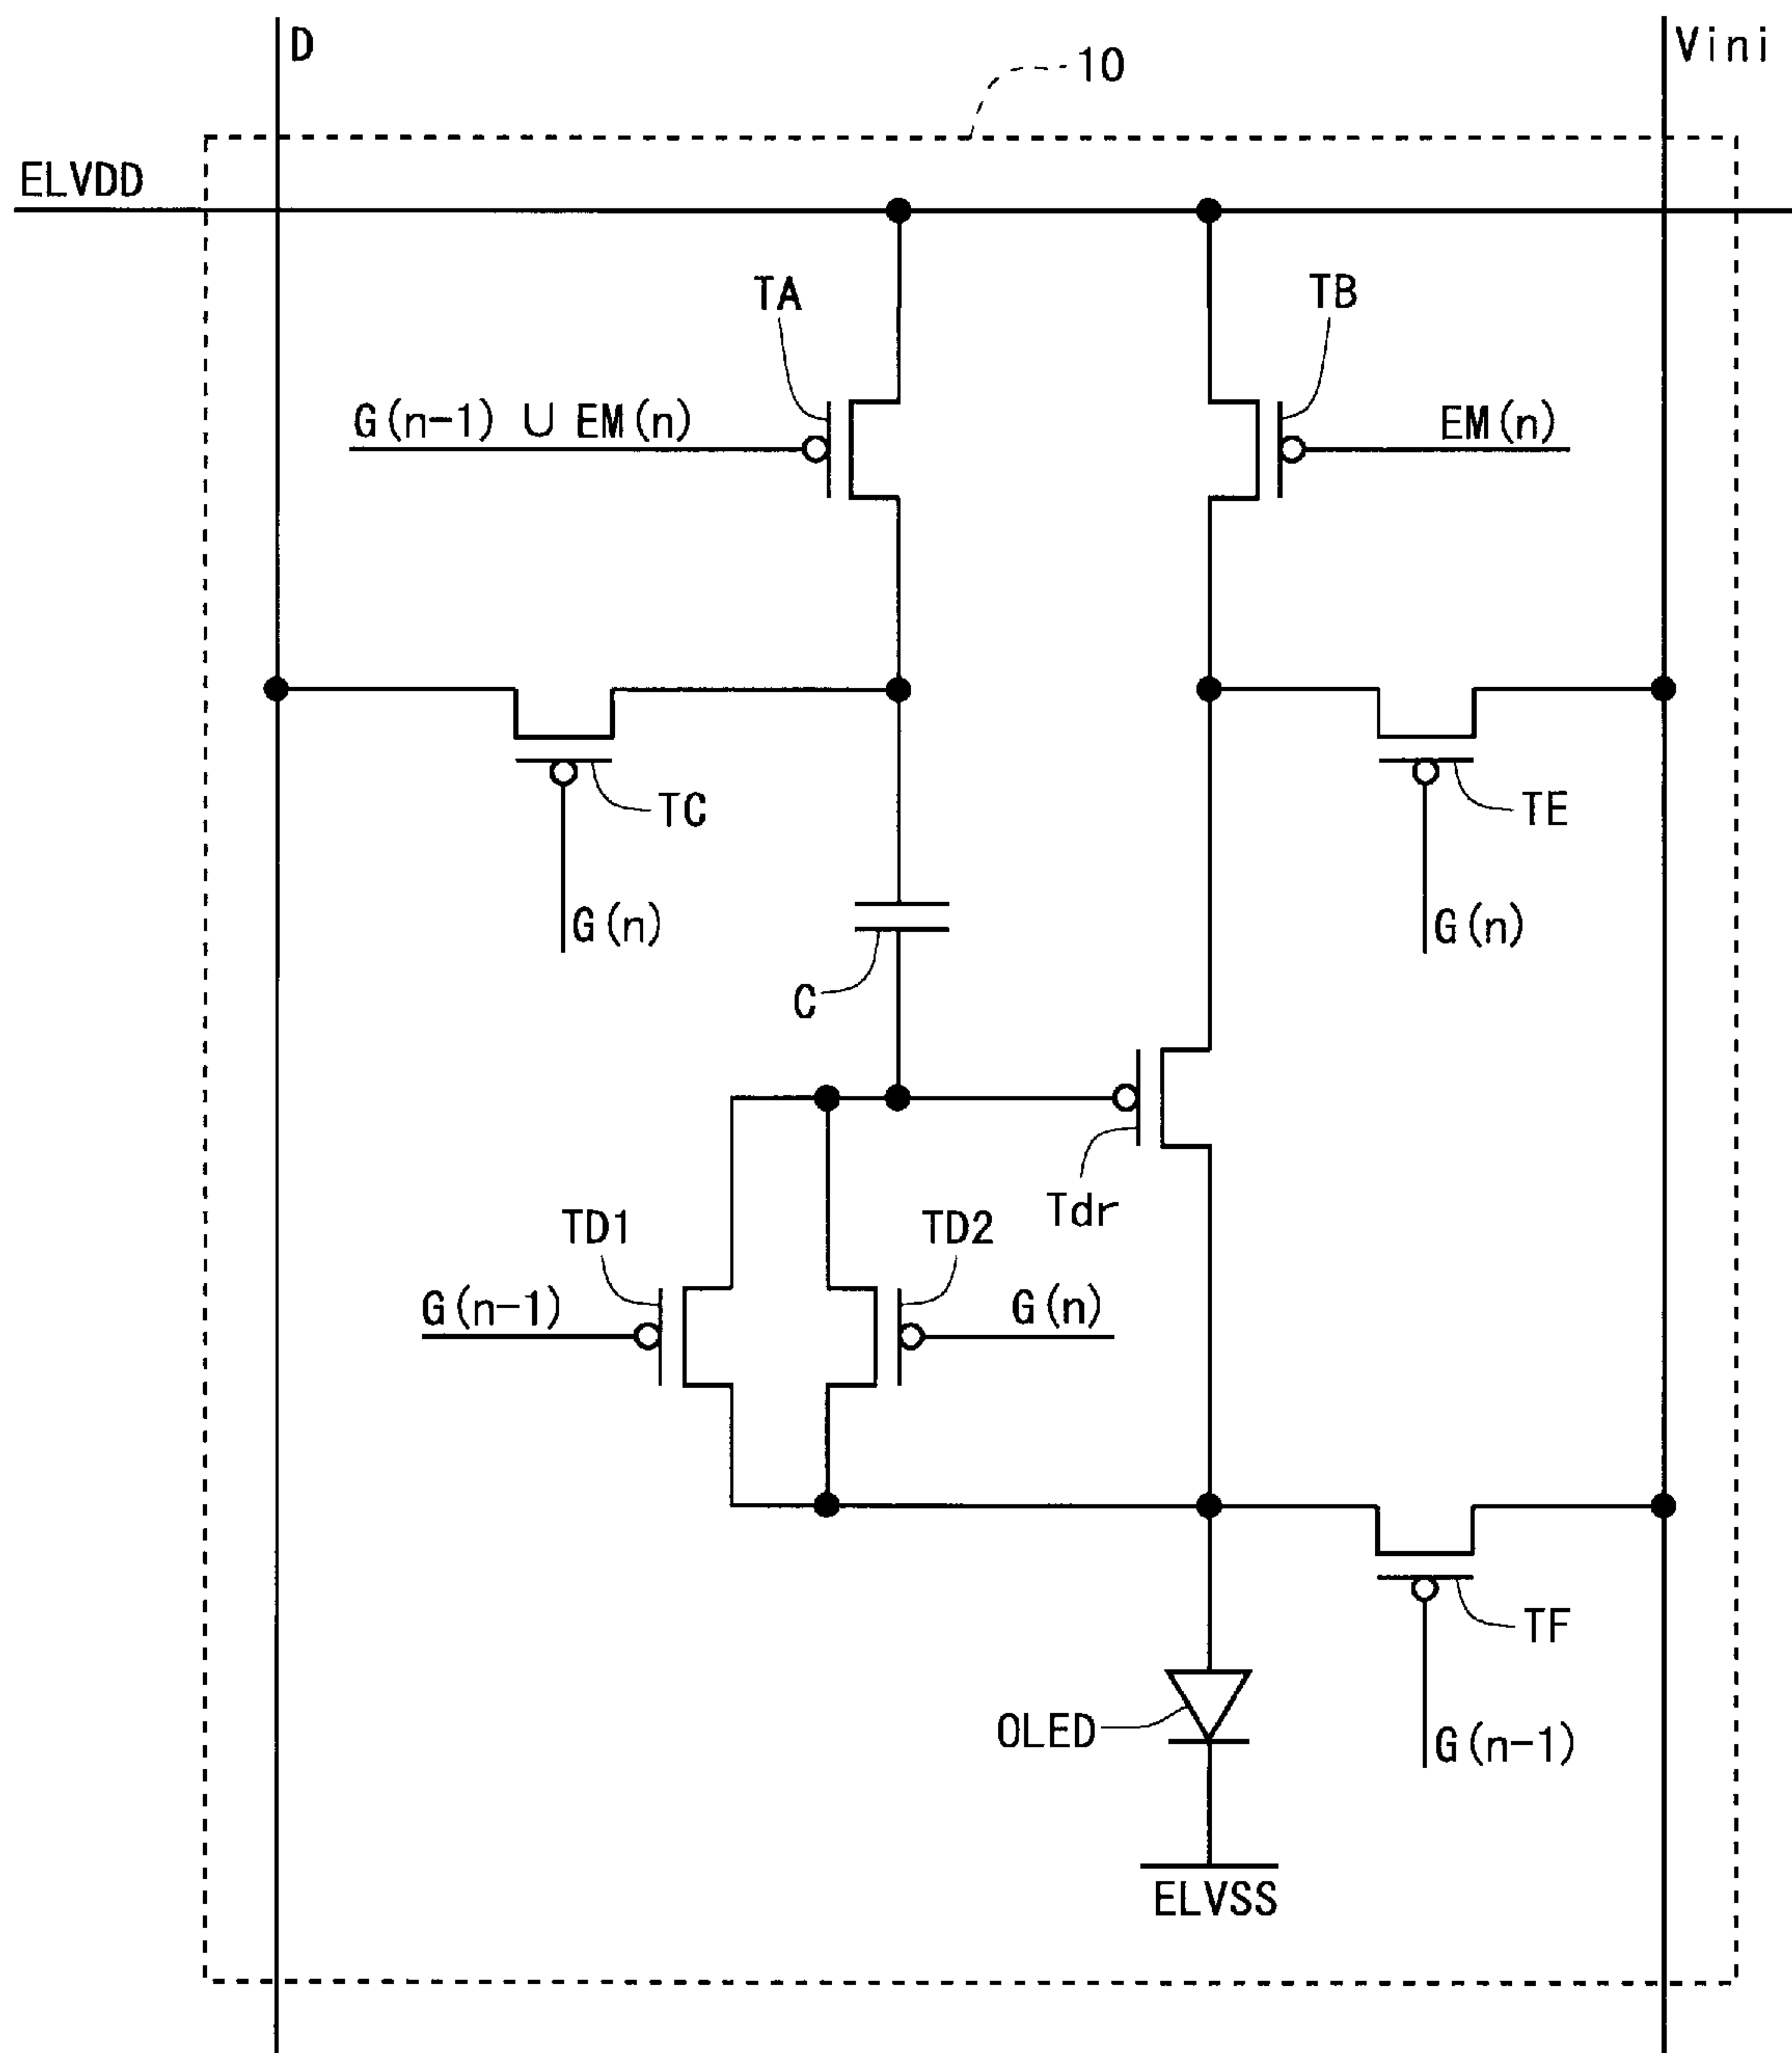 D
Vini
10
ELVDD
TA
TB
G(n-1) ∪ EM(n)
EM(n)
TC
TE
G(n)
G(n)
C
Tdr
TD1
TD2
G(n-1)
G(n)
TF
OLED
G(n-1)
ELVSS